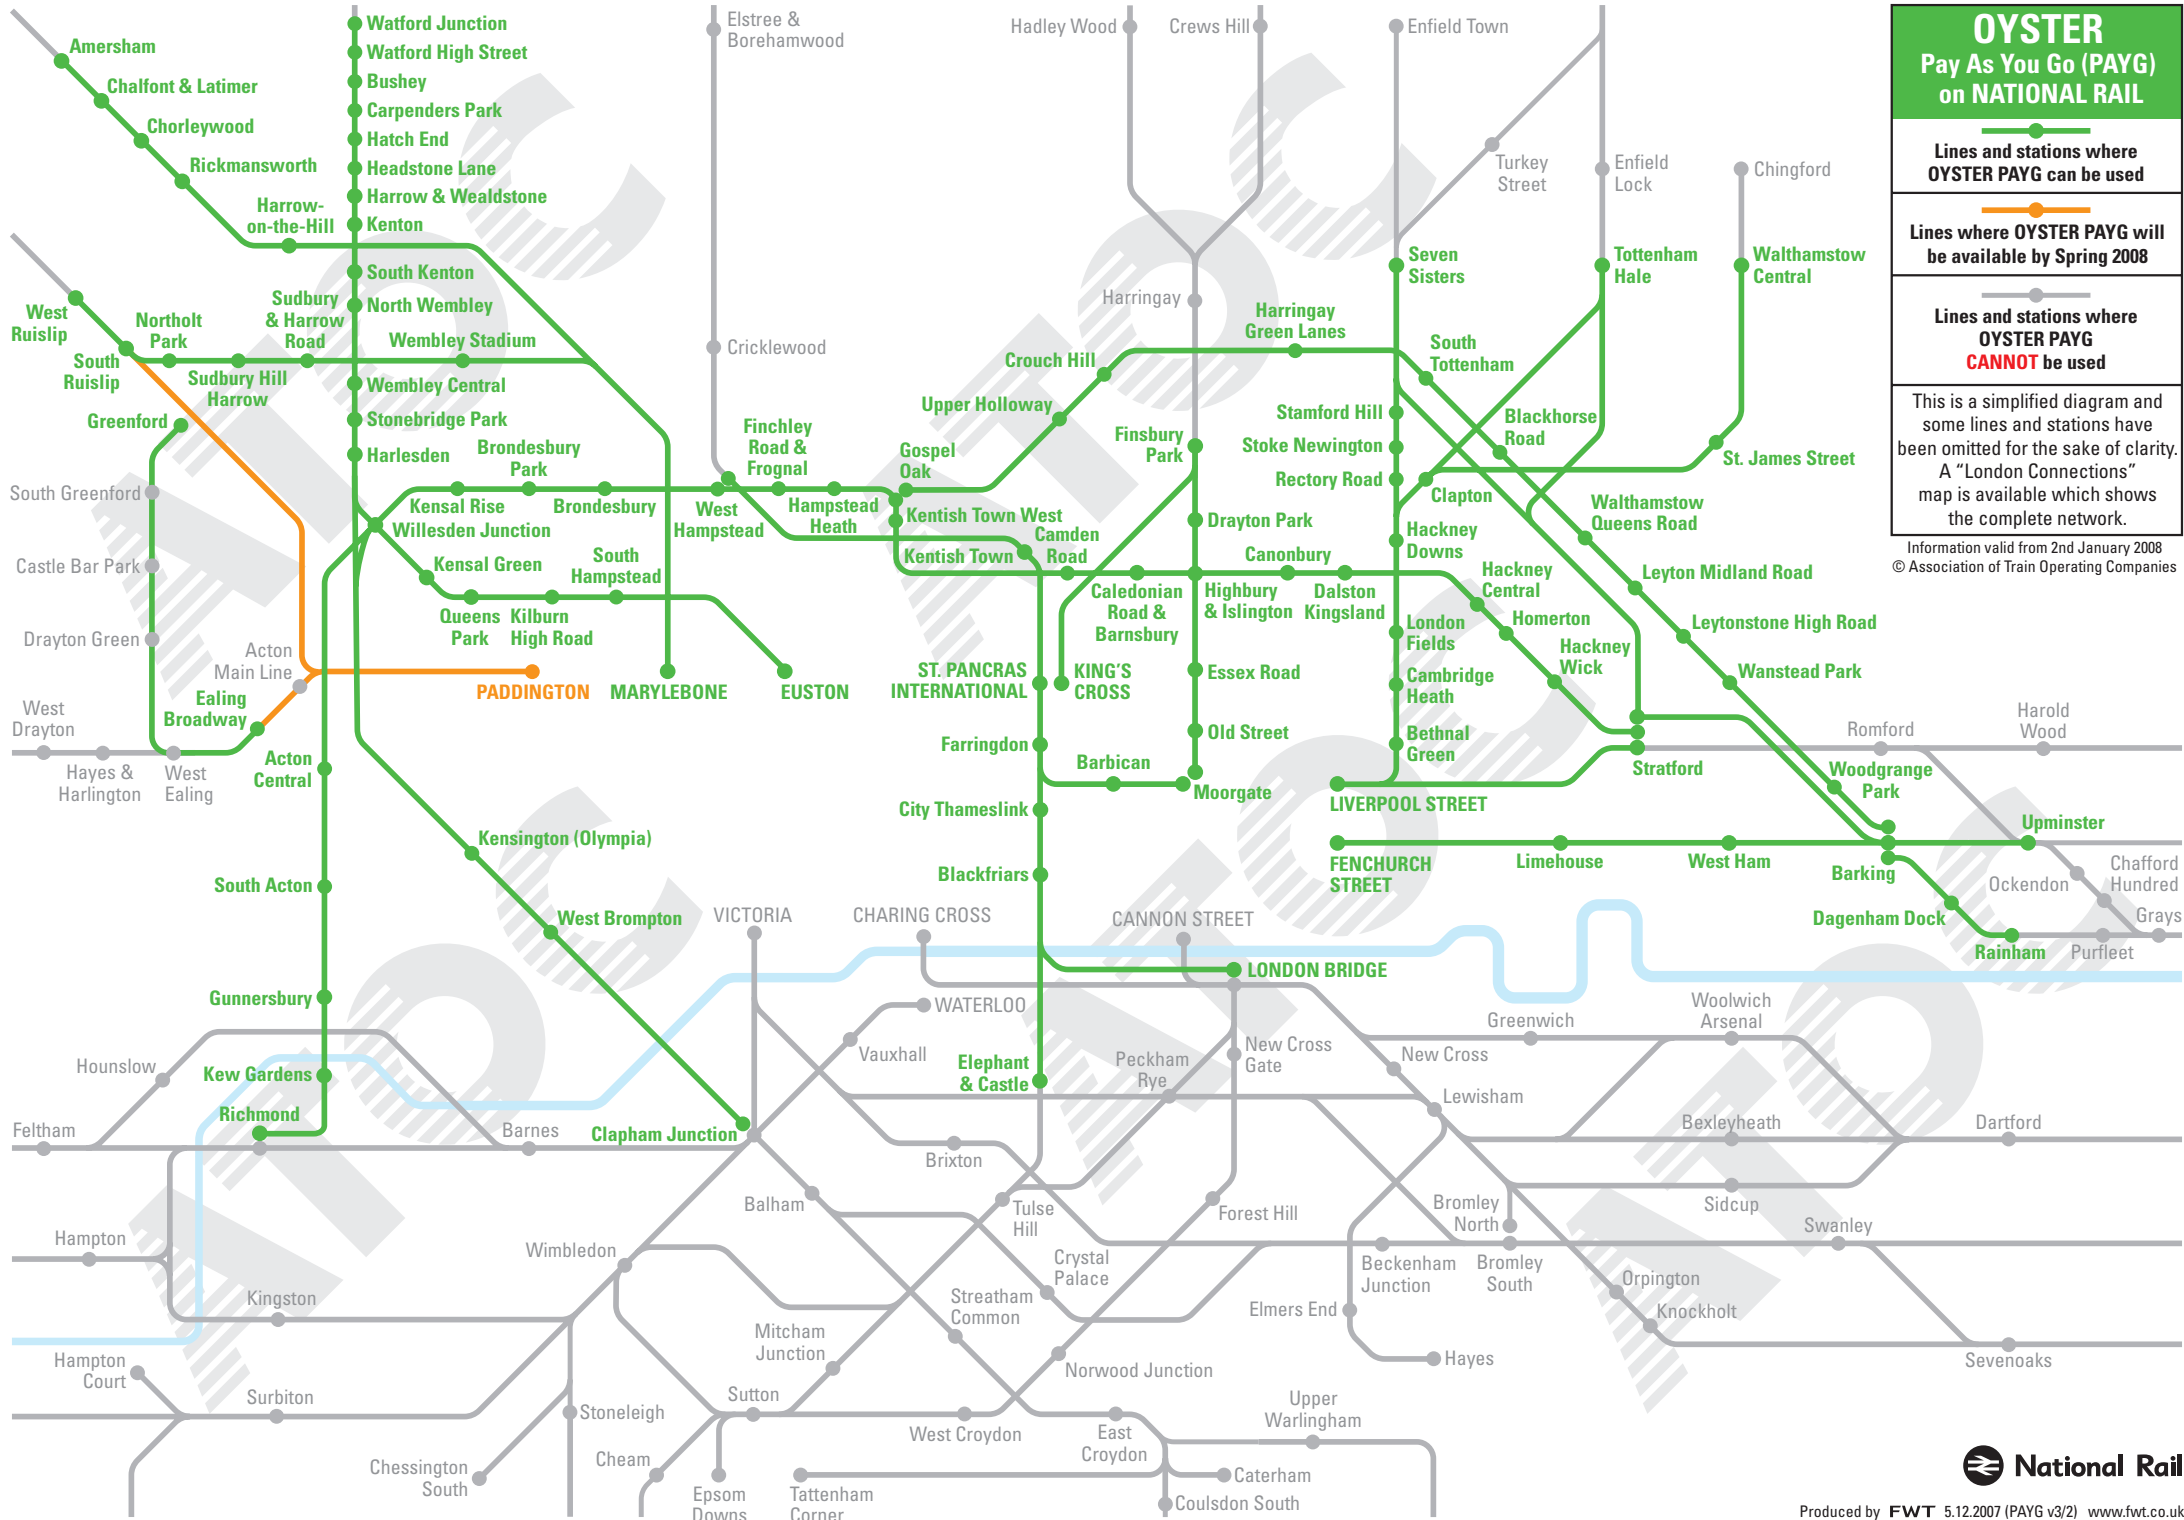 Amersham
Chalfont & Latimer
Chorleywood
Rickmansworth
Harrow-
on-the-Hill
Watford Junction
Watford High Street
Bushey
Carpenders Park
Hatch End
Headstone Lane
Harrow & Wealdstone
Kenton
South Kenton
North Wembley
Wembley Central
Stonebridge Park
Harlesden
Elstree &
Borehamwood
Cricklewood
Hadley Wood
Crews Hill
Harringay
Enfield Town
Turkey
Street
Enfield
Lock
Chingford
OYSTER
Pay As You Go (PAYG)
on NATIONAL RAIL
Lines and stations where
OYSTER PAYG can be used
Lines where OYSTER PAYG will
be available by Spring 2008
Lines and stations where
OYSTER PAYG
CANNOT be used
This is a simplified diagram and
some lines and stations have
been omitted for the sake of clarity.
A “London Connections”
map is available which shows
the complete network.
Information valid from 2nd January 2008
© Association of Train Operating Companies
West
Ruislip
South
Ruislip
Northolt
Park
Sudbury Hill
Harrow
Sudbury
& Harrow
Road
Wembley Stadium
Greenford
South Greenford
Castle Bar Park
Drayton Green
West
Drayton
Hayes &
Harlington
West
Ealing
Ealing
Broadway
Acton
Main Line
PADDINGTON
MARYLEBONE
EUSTON
Willesden Junction
Kensal Rise
Brondesbury
Park
Brondesbury
West
Hampstead
Finchley
Road &
Frognal
Hampstead
Heath
Gospel
Oak
Kentish Town West
Kentish Town
Camden
Road
Kensal Green
Queens
Park
Kilburn
High Road
South
Hampstead
Upper Holloway
Crouch Hill
Harringay
Green Lanes
South
Tottenham
Seven
Sisters
Tottenham
Hale
Walthamstow
Central
Blackhorse
Road
St. James Street
Walthamstow
Queens Road
Leyton Midland Road
Leytonstone High Road
Wanstead Park
Woodgrange
Park
Finsbury
Park
Drayton Park
Highbury
& Islington
Caledonian
Road &
Barnsbury
Canonbury
Dalston
Kingsland
Hackney
Central
Homerton
Hackney
Wick
Stamford Hill
Stoke Newington
Rectory Road
Clapton
Hackney
Downs
London
Fields
Cambridge
Heath
Bethnal
Green
Essex Road
Old Street
Moorgate
Barbican
KING'S
CROSS
ST. PANCRAS
INTERNATIONAL
Farringdon
City Thameslink
Blackfriars
Elephant
& Castle
LONDON BRIDGE
LIVERPOOL STREET
Stratford
Romford
Harold
Wood
FENCHURCH
STREET
Limehouse
West Ham
Barking
Upminster
Dagenham Dock
Rainham
Ockendon
Chafford
Hundred
Purfleet
Grays
Acton
Central
South Acton
Gunnersbury
Kew Gardens
Richmond
Kensington (Olympia)
West Brompton
Clapham Junction
VICTORIA
CHARING CROSS
CANNON STREET
WATERLOO
Vauxhall
Hounslow
Feltham
Barnes
Hampton
Kingston
Hampton
Court
Surbiton
Chessington
South
Stoneleigh
Wimbledon
Balham
Brixton
Peckham
Rye
New Cross
Gate
New Cross
Greenwich
Woolwich
Arsenal
Lewisham
Bexleyheath
Dartford
Sidcup
Swanley
Bromley
North
Bromley
South
Beckenham
Junction
Orpington
Knockholt
Sevenoaks
Elmers End
Hayes
Forest Hill
Tulse
Hill
Crystal
Palace
Streatham
Common
Norwood Junction
Mitcham
Junction
Sutton
Cheam
Epsom
Downs
West Croydon
East
Croydon
Upper
Warlingham
Tattenham
Corner
Caterham
Coulsdon South
ATOC
ATOC
ATOC
ATOC
ATOC
National Rail
Produced by FWT 5.12.2007 (PAYG v3/2) www.fwt.co.uk